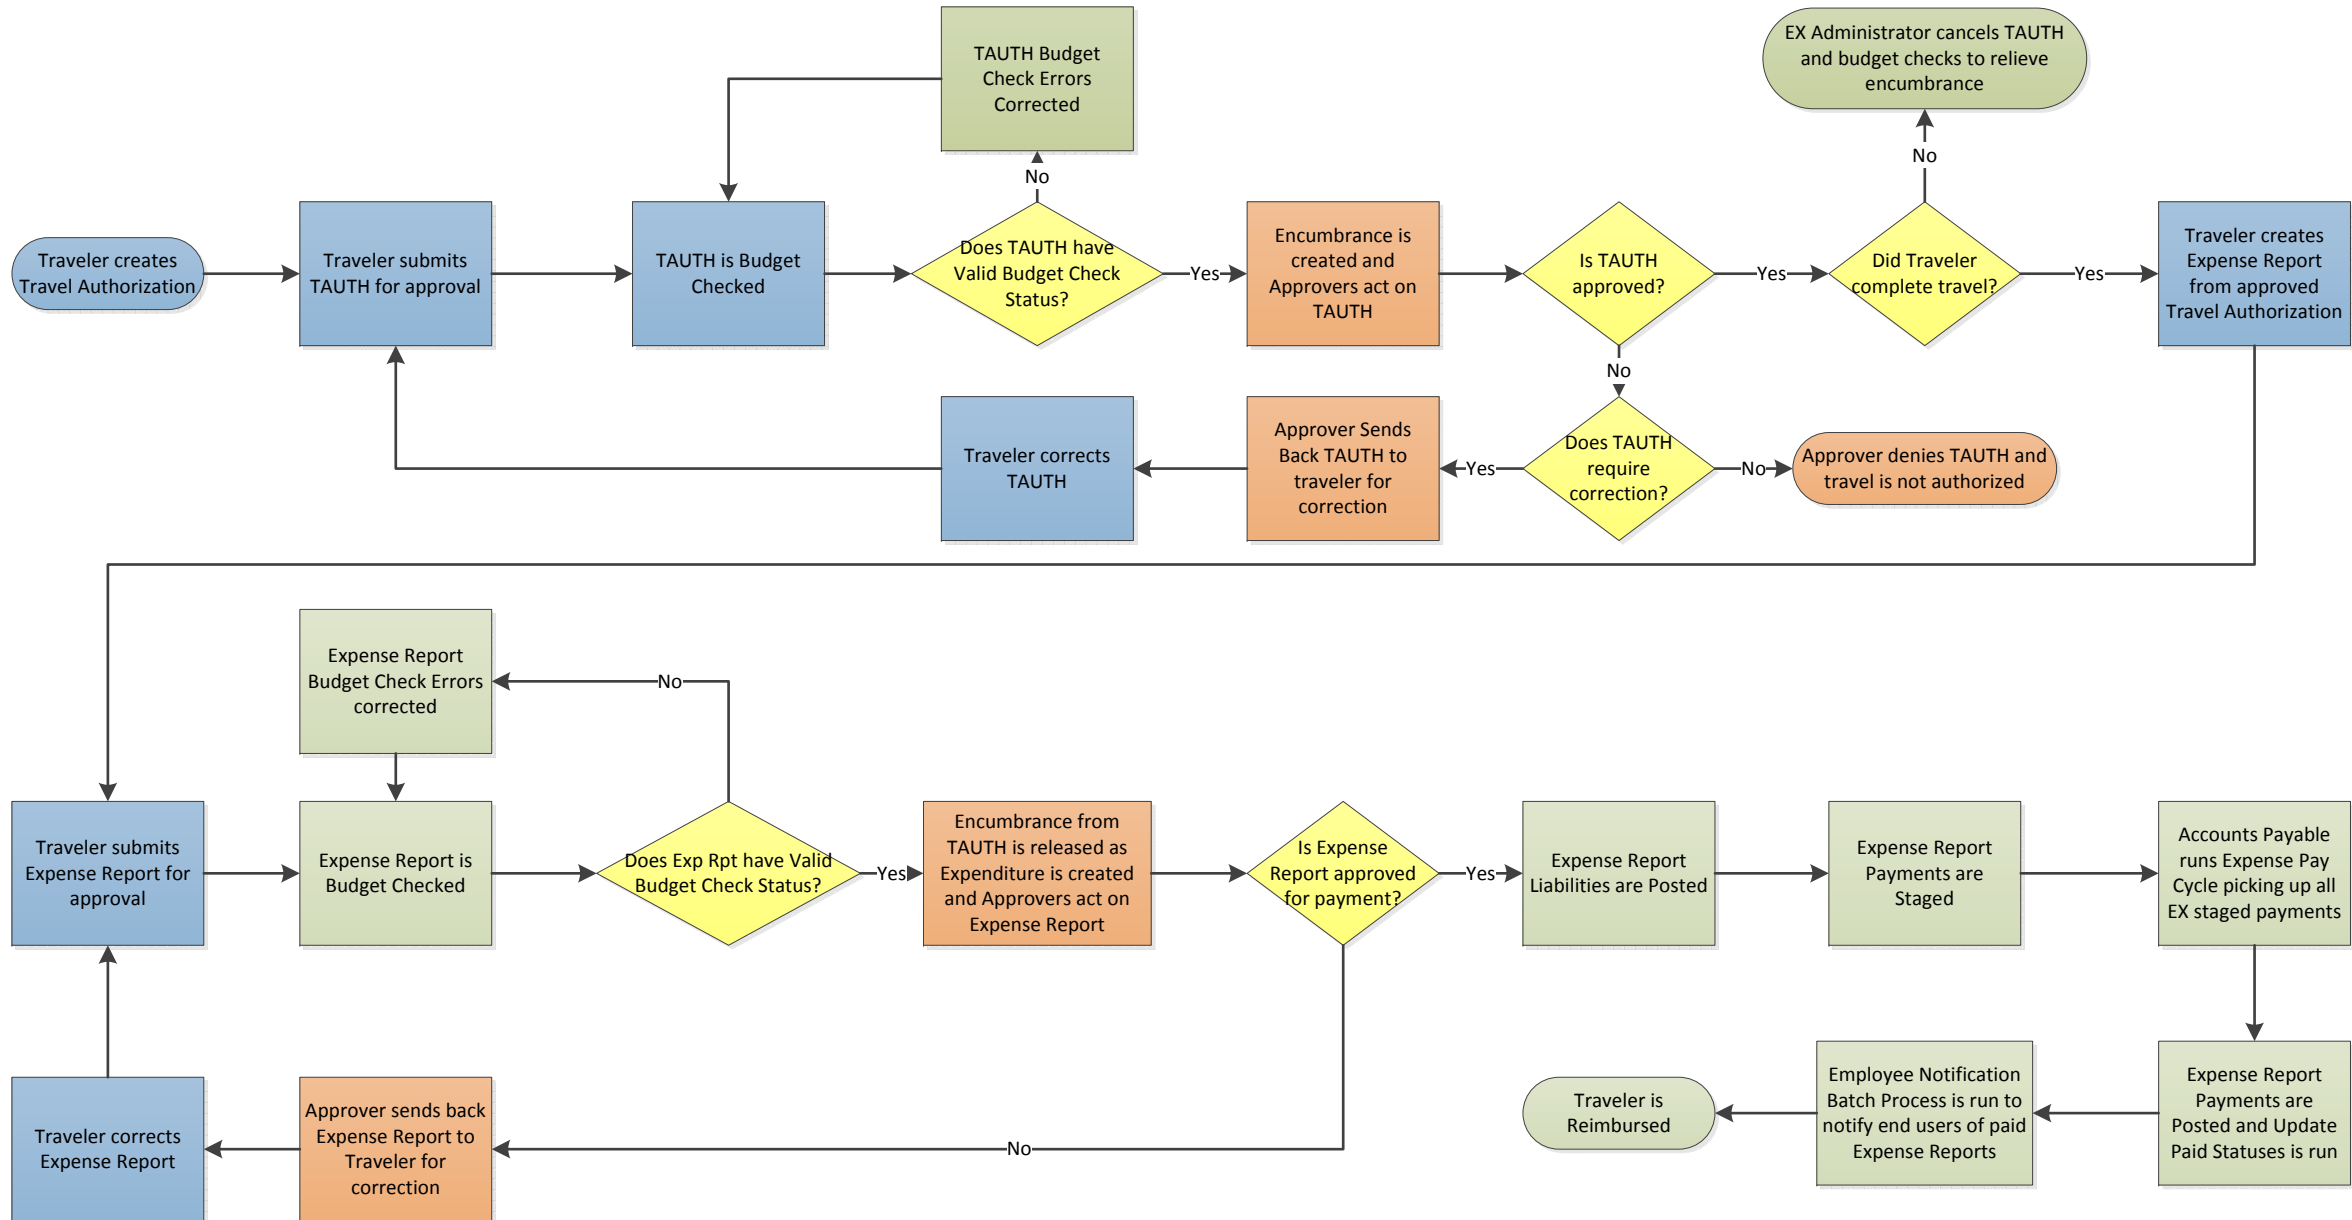 TAUTH Budget
Check Errors
Corrected
EX Administrator cancels TAUTH
and budget checks to relieve
encumbrance
No
No
Traveler creates
Travel Authorization
Traveler submits
TAUTH for approval
TAUTH is Budget
Checked
Does TAUTH have
Valid Budget Check
Status?
Yes
Encumbrance is
created and
Approvers act on
TAUTH
Is TAUTH
approved?
Yes
Did Traveler
complete travel?
Yes
Traveler creates
Expense Report
from approved
Travel Authorization
No
Traveler corrects
TAUTH
Approver Sends
Back TAUTH to
traveler for
correction
Yes
Does TAUTH
require
correction?
No
Approver denies TAUTH and
travel is not authorized
Expense Report
Budget Check Errors
corrected
No
Traveler submits
Expense Report for
approval
Expense Report is
Budget Checked
Does Exp Rpt have Valid
Budget Check Status?
Yes
Encumbrance from
TAUTH is released as
Expenditure is created
and Approvers act on
Expense Report
Is Expense
Report approved
for payment?
Yes
Expense Report
Liabilities are Posted
Expense Report
Payments are
Staged
Accounts Payable
runs Expense Pay
Cycle picking up all
EX staged payments
Traveler corrects
Expense Report
Approver sends back
Expense Report to
Traveler for
correction
No
Traveler is
Reimbursed
Employee Notification
Batch Process is run to
notify end users of paid
Expense Reports
Expense Report
Payments are
Posted and Update
Paid Statuses is run